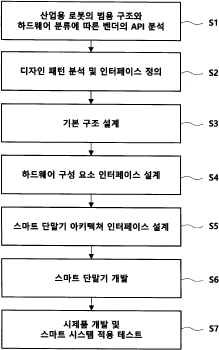 산업용 로봇의 범용 구조와
하드웨어 분류에 따른 벤더의 API 분석
S1
디자인 패턴 분석 및 인터페이스 정의
S2
기본 구조 설계
S3
하드웨어 구성 요소 인터페이스 설계
S4
스마트 단말기 아키텍쳐 인터페이스 설계
S5
스마트 단말기 개발
S6
시제품 개발 및
스마트 시스템 적용 테스트
S7